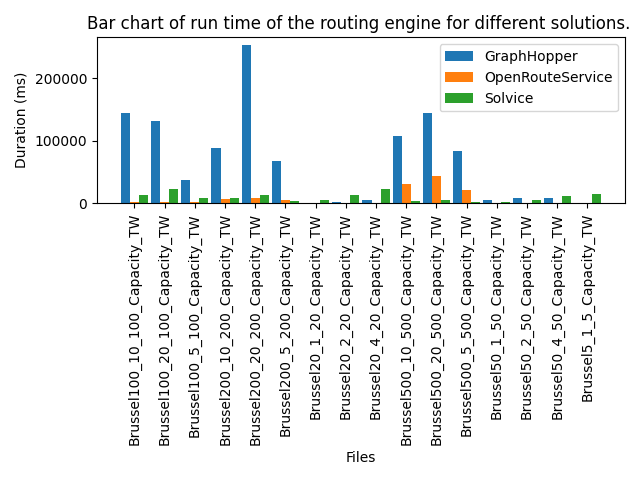 Bar chart of run time of the routing engine for different solutions.
GraphHopper
OpenRouteService
Solvice
Duration (ms)
200000
100000
0
Brussel100_10_100_Capacity_TW
Brussel100_20_100_Capacity_TW
Brussel100_5_100_Capacity_TW
Brussel200_10_200_Capacity_TW
Brussel200_20_200_Capacity_TW
Brussel200_5_200_Capacity_TW
Brussel20_1_20_Capacity_TW
Brussel20_2_20_Capacity_TW
Brussel20_4_20_Capacity_TW
Brussel500_10_500_Capacity_TW
Brussel500_20_500_Capacity_TW
Brussel500_5_500_Capacity_TW
Brussel50_1_50_Capacity_TW
Brussel50_2_50_Capacity_TW
Brussel50_4_50_Capacity_TW
Brussel5_1_5_Capacity_TW
Files